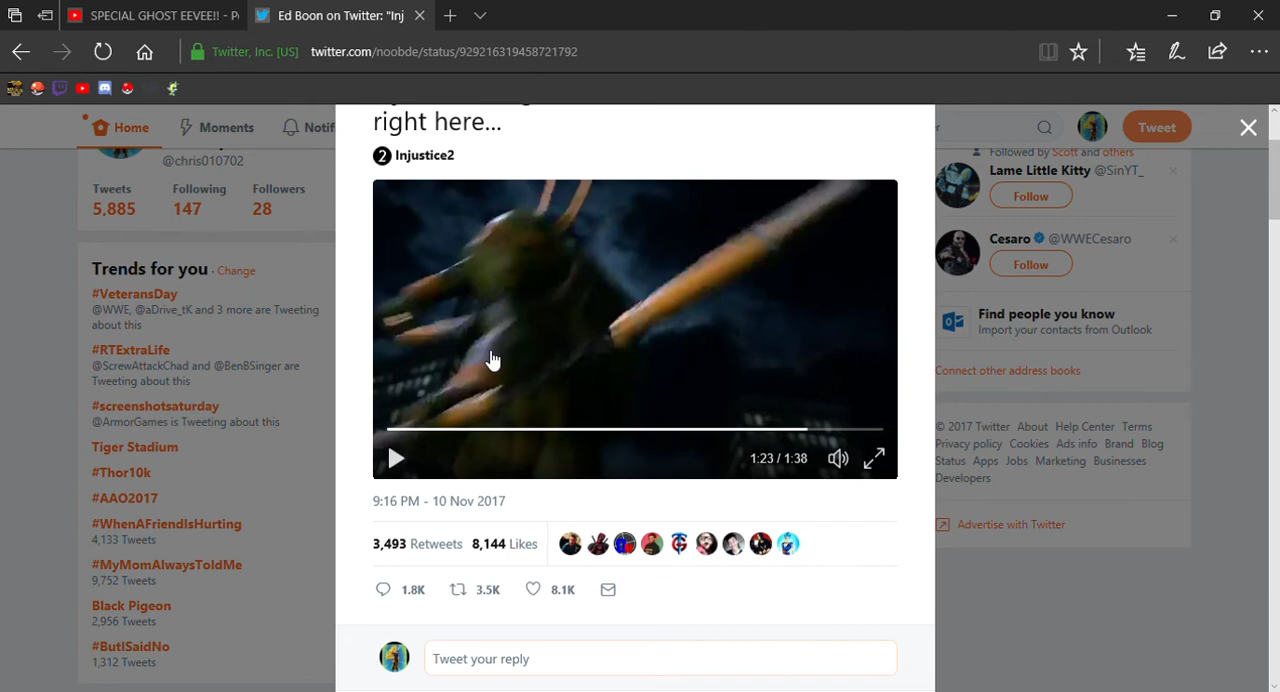 SPECIAL GHOST EEVEE!! - P
Ed Boon on Twitter: "Inj
Twitter, Inc. [US] twitter.com/noobde/status/929216319458721792
Home
Moments
Notif
Tweet
right here...
2 Injustice2
@chris010702
Tweets Following Followers
5,885 147 28
Trends for you · Change
#VeteransDay
@WWE, @aDrive_tK and 3 more are Tweeting
about this
#RTExtraLife
@ScrewAttackChad and @BenBSinger are
Tweeting about this
#screenshotsaturday
@ArmorGames is Tweeting about this
Tiger Stadium
#Thor10k
#AAO2017
#WhenAFriendIsHurting
4,133 Tweets
#MyMomAlwaysToldMe
9,752 Tweets
Black Pigeon
2,956 Tweets
#ButISaidNo
1,312 Tweets
1:23 / 1:38
9:16 PM - 10 Nov 2017
3,493 Retweets 8,144 Likes
1.8K 3.5K 8.1K
Tweet your reply
Followed by Scott and others
Lame Little Kitty @SinYT_
Follow
Cesaro @WWECesaro
Follow
Find people you know
Import your contacts from Outlook
Connect other address books
© 2017 Twitter About Help Center Terms
Privacy policy Cookies Ads info Brand Blog
Status Apps Jobs Marketing Businesses
Developers
Advertise with Twitter